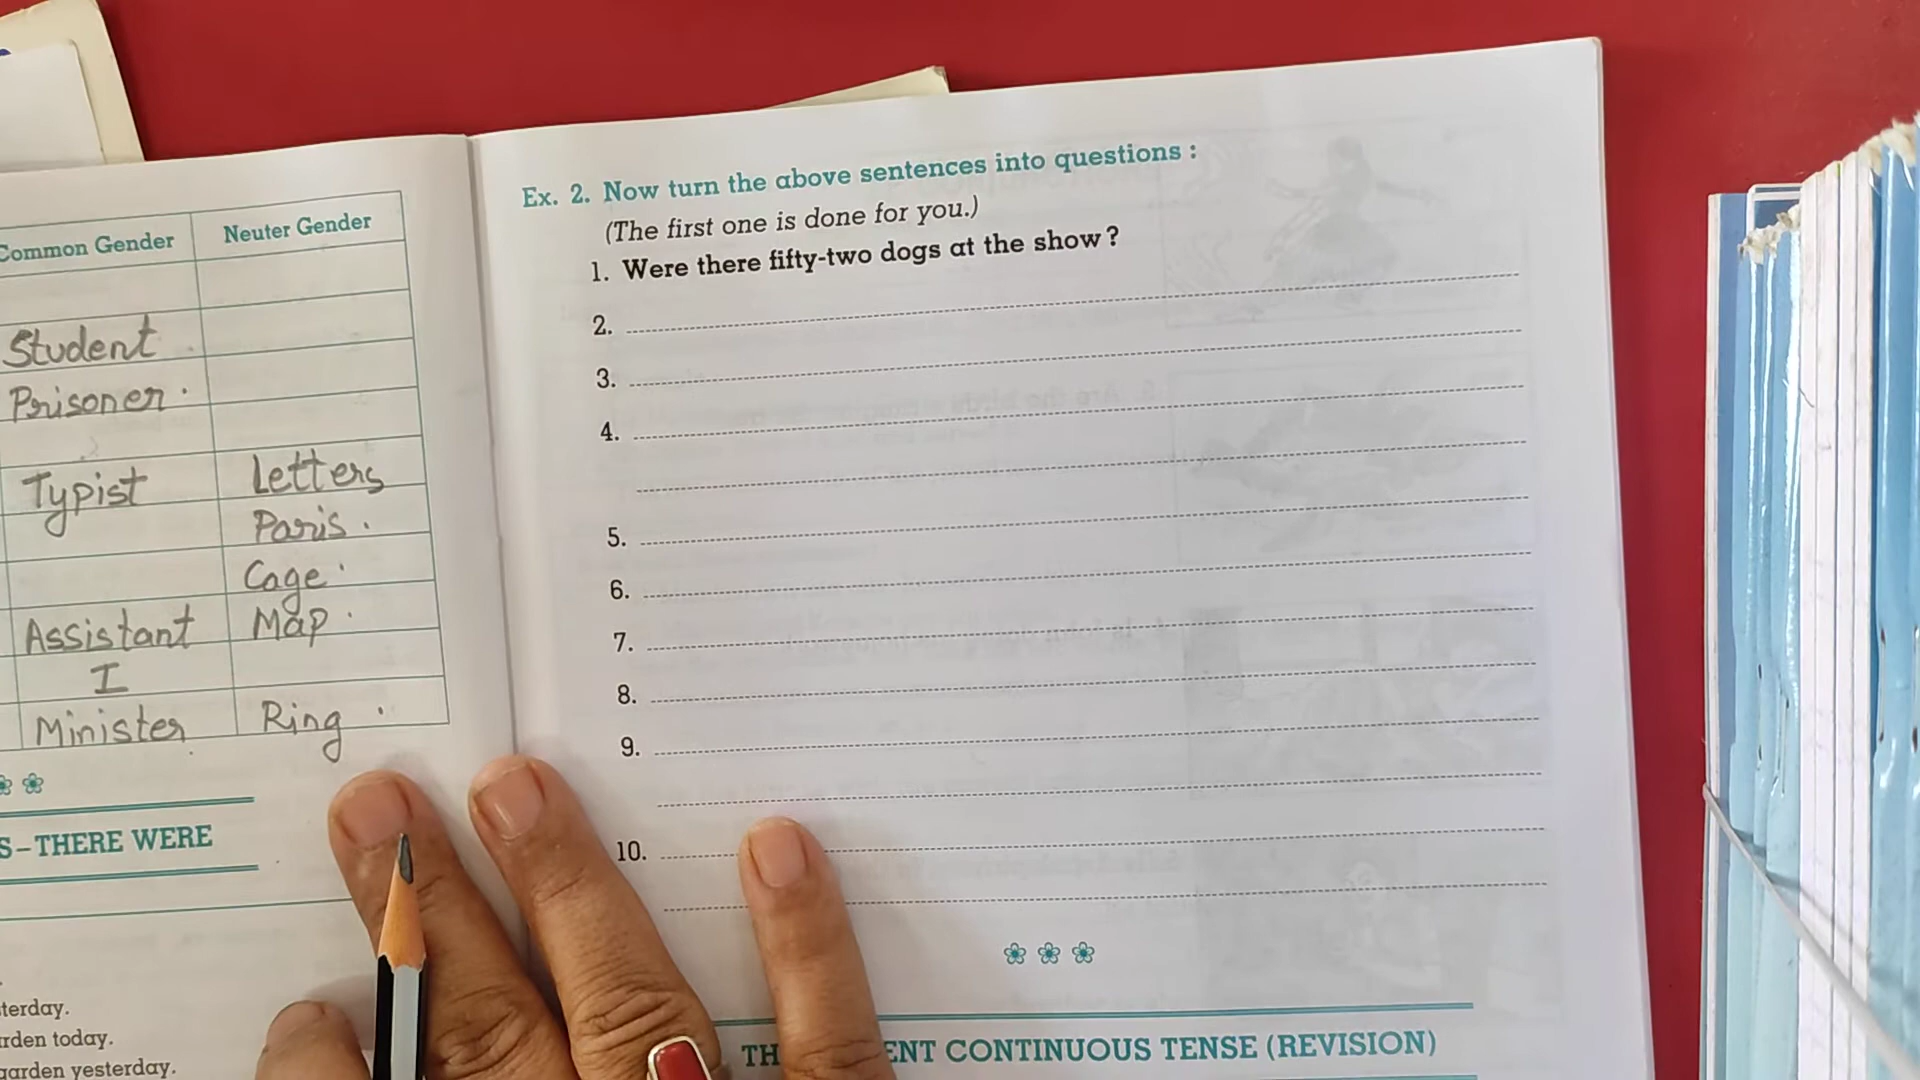 Common Gender Neuter Gender
Student
Prisoner
Typist Letters
Paris.
Cage
Assistant Map
I
Minister Ring
S – THERE WERE
terday.
rden today.
garden yesterday.
Ex. 2. Now turn the above sentences into questions :
(The first one is done for you.)
1. Were there fifty-two dogs at the show ?
2.
3.
4.
5.
6.
7.
8.
9.
10.
TH ENT CONTINUOUS TENSE (REVISION)